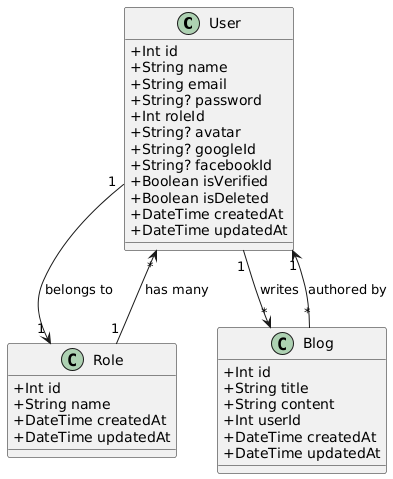 C User
+Int id
+String name
+String email
+String? password
+Int roleId
+String? avatar
+String? googleId
+String? facebookId
+Boolean isVerified
+Boolean isDeleted
+DateTime createdAt
+DateTime updatedAt
1
* 1 1
belongs to has many writes authored by
1 1 * *
C Role
+Int id
+String name
+DateTime createdAt
+DateTime updatedAt
C Blog
+Int id
+String title
+String content
+Int userId
+DateTime createdAt
+DateTime updatedAt